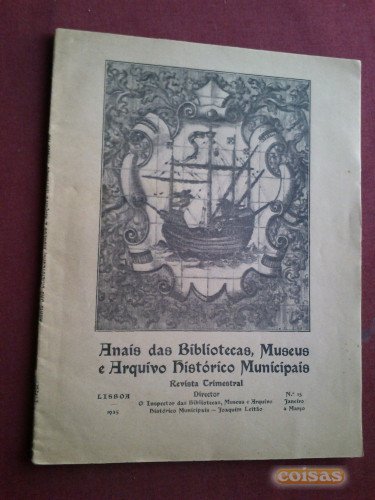 Anais das Bibliotecas, Museus
e Arquivo Histórico Municipais
Revista Trimestral
LISBOA
Director
O Inspector das Bibliotecas, Museus e Arquivo
Histórico Municipais — Joaquim Leitão
Janeiro
a Março
coisas